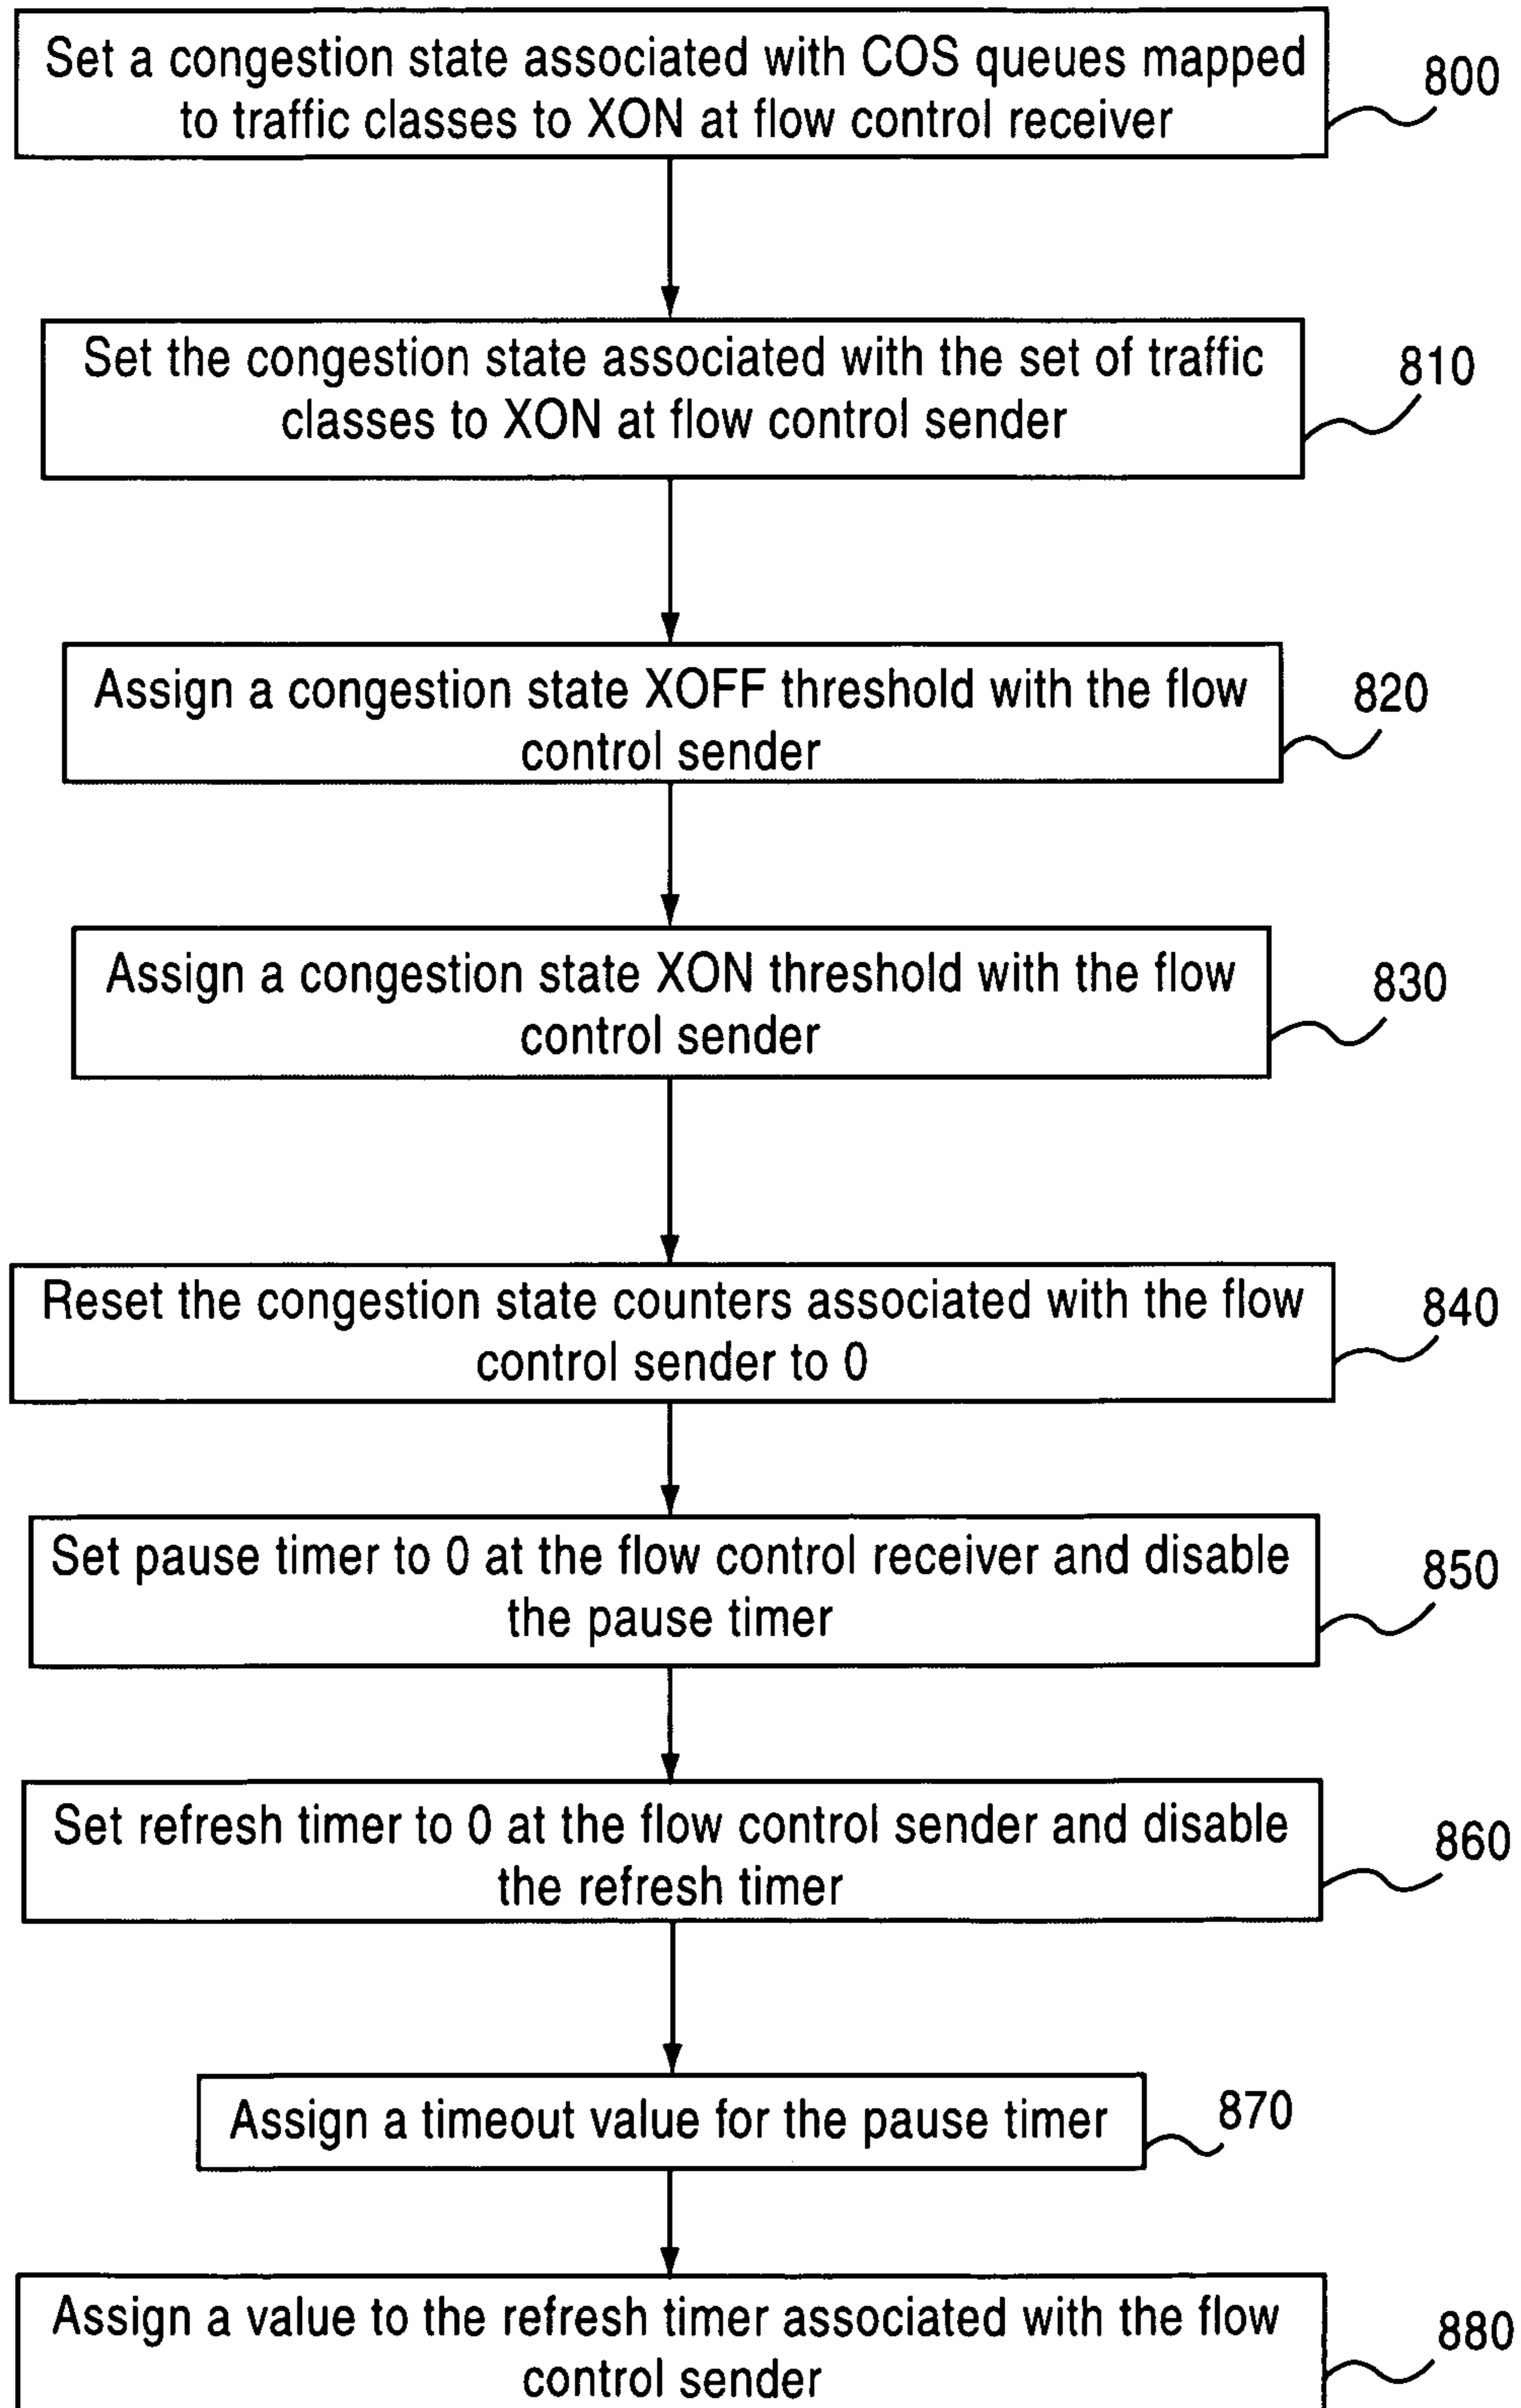 Set a congestion state associated with COS queues mapped
to traffic classes to XON at flow control receiver
800
Set the congestion state associated with the set of traffic
classes to XON at flow control sender
810
Assign a congestion state XOFF threshold with the flow
control sender
820
Assign a congestion state XON threshold with the flow
control sender
830
Reset the congestion state counters associated with the flow
control sender to 0
840
Set pause timer to 0 at the flow control receiver and disable
the pause timer
850
Set refresh timer to 0 at the flow control sender and disable
the refresh timer
860
Assign a timeout value for the pause timer
870
Assign a value to the refresh timer associated with the flow
control sender
880